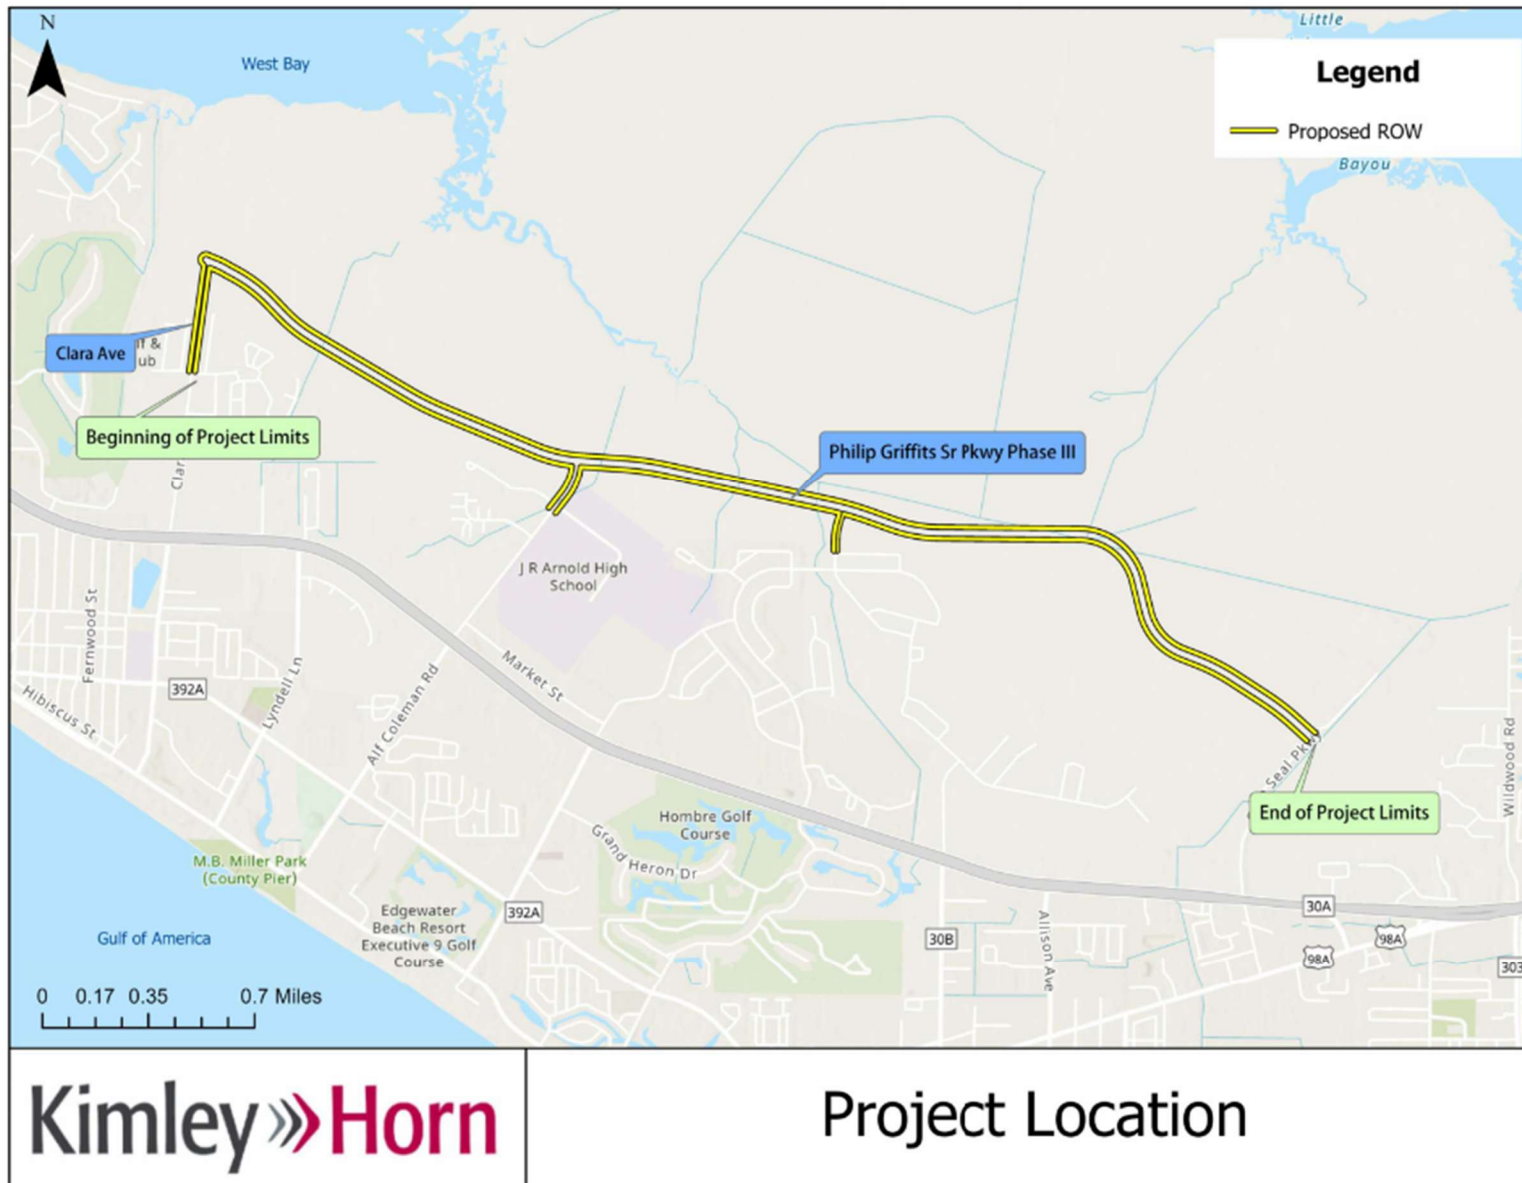 N
West Bay
Little
Bayou
Legend
Proposed ROW
Clara Ave
lf &
ub
Beginning of Project Limits
Clar
Philip Griffits Sr Pkwy Phase III
J R Arnold High
School
Fernwood St
Hibiscus St
392A
Lyndell Ln
Alf Coleman Rd
Market St
Seal Pkwy
Wildwood Rd
End of Project Limits
Hombre Golf
Course
Grand Heron Dr
M.B. Miller Park
(County Pier)
Edgewater
Beach Resort
Executive 9 Golf
Course
392A
30B
Allison Ave
30A
98A
98A
303
Gulf of America
0 0.17 0.35 0.7 Miles
Kimley Horn
Project Location